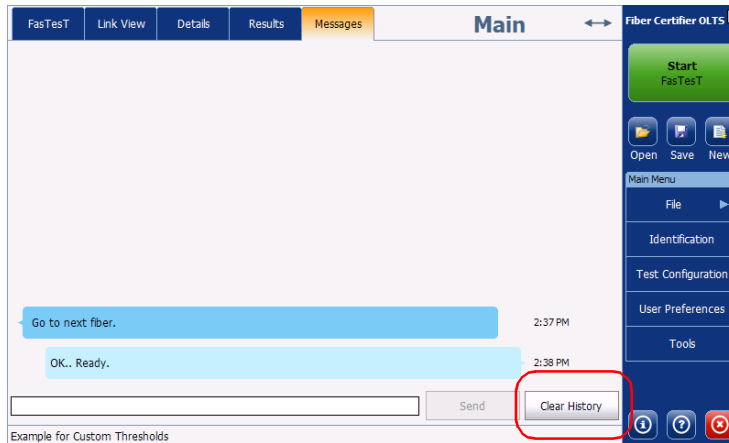 FasTesT Link View Details Results Messages Main Fiber Certifier OLTS
Start
FasTesT
Open Save New
Main Menu
File
Identification
Test Configuration
User Preferences
Tools
Go to next fiber. 2:37 PM
OK.. Ready. 2:38 PM
Send Clear History
Example for Custom Thresholds